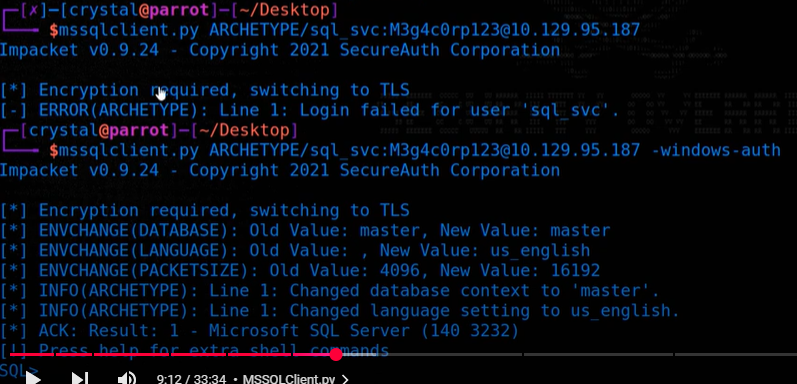 [✗]─[crystal@parrot]─[~/Desktop]
$mssqlclient.py ARCHETYPE/sql_svc:M3g4c0rp123@10.129.95.187
Impacket v0.9.24 - Copyright 2021 SecureAuth Corporation
[*] Encryption required, switching to TLS
[-] ERROR(ARCHETYPE): Line 1: Login failed for user 'sql_svc'.
[crystal@parrot]─[~/Desktop]
$mssqlclient.py ARCHETYPE/sql_svc:M3g4c0rp123@10.129.95.187 -windows-auth
Impacket v0.9.24 - Copyright 2021 SecureAuth Corporation
[*] Encryption required, switching to TLS
[*] ENVCHANGE(DATABASE): Old Value: master, New Value: master
[*] ENVCHANGE(LANGUAGE): Old Value: , New Value: us_english
[*] ENVCHANGE(PACKETSIZE): Old Value: 4096, New Value: 16192
[*] INFO(ARCHETYPE): Line 1: Changed database context to 'master'.
[*] INFO(ARCHETYPE): Line 1: Changed language setting to us_english.
[*] ACK: Result: 1 - Microsoft SQL Server (140 3232)
[!] Press help for extra shell commands
SQL>
9:12 / 33:34 • MSSQLClient.py >